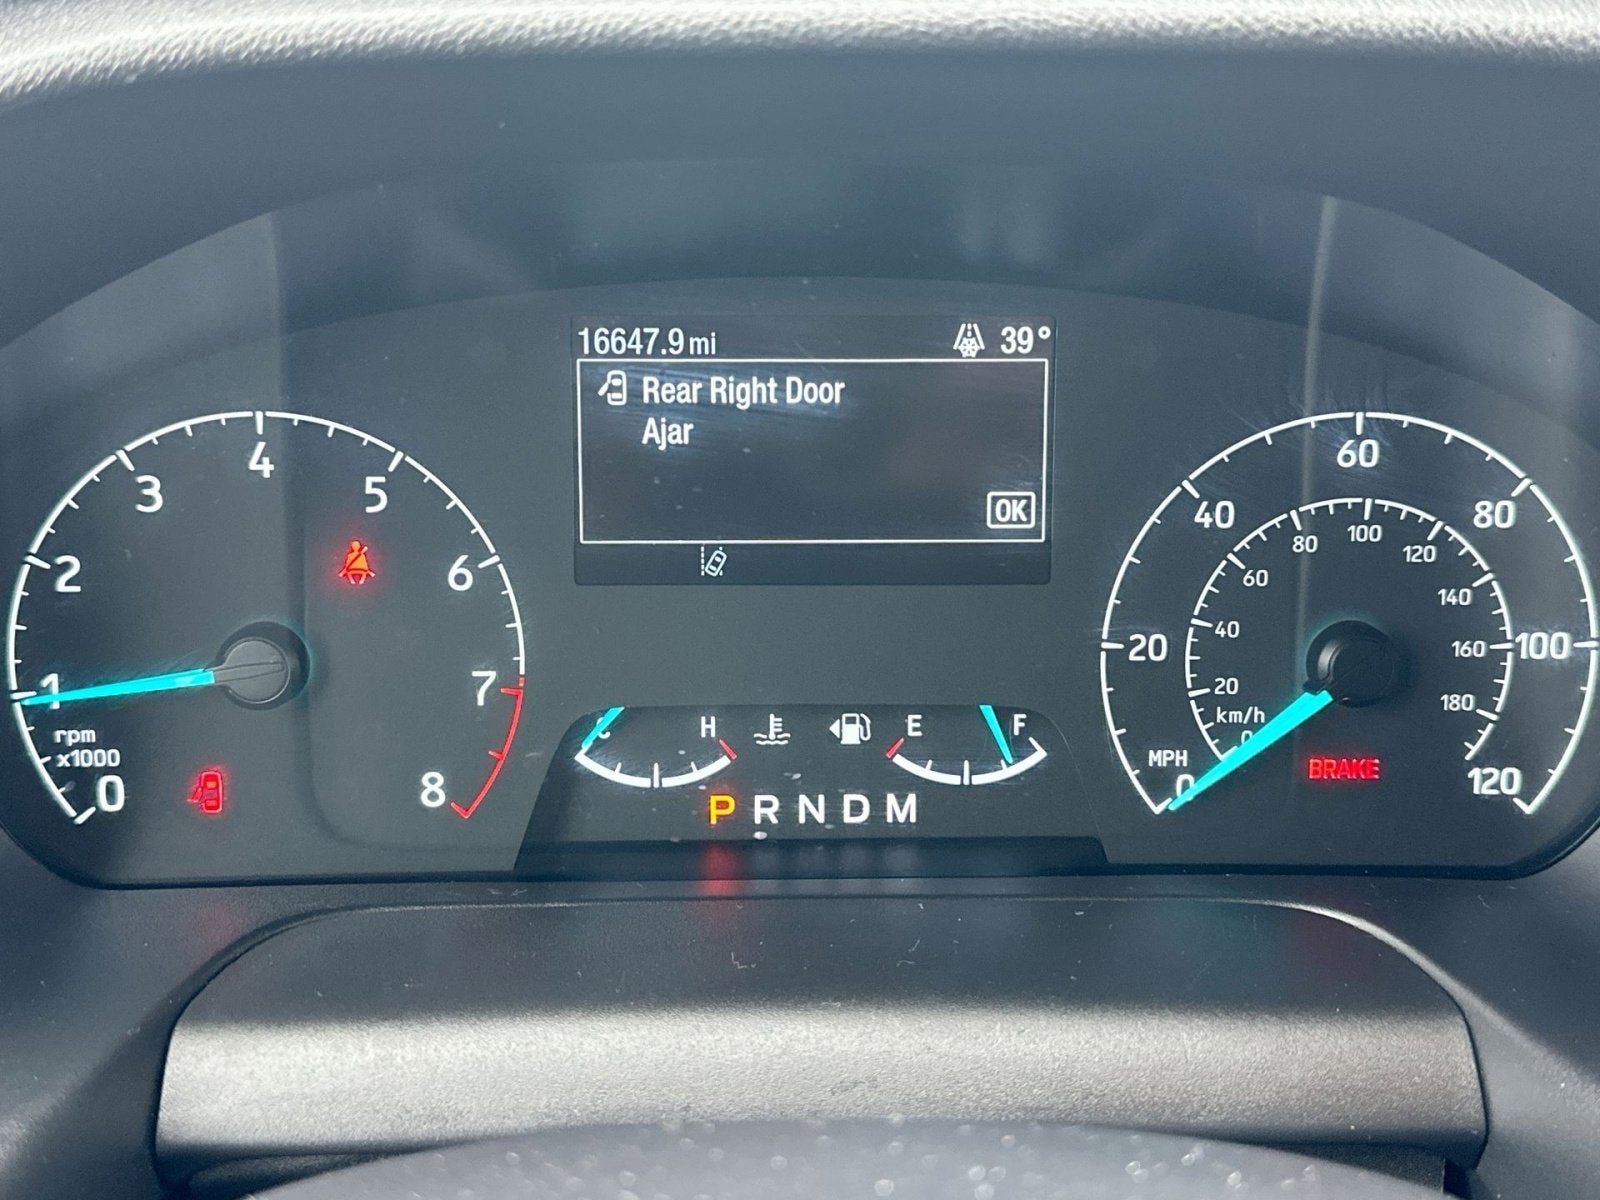 16647.9 mi 39°
Rear Right Door
Ajar
OK
0 1 2 3 4 5 6 7 8
rpm
x1000
H
E F
P R N D M
0 20 40 60 80 100 120
MPH
0 20 40 60 80 100 120 140 160 180
km/h
BRAKE